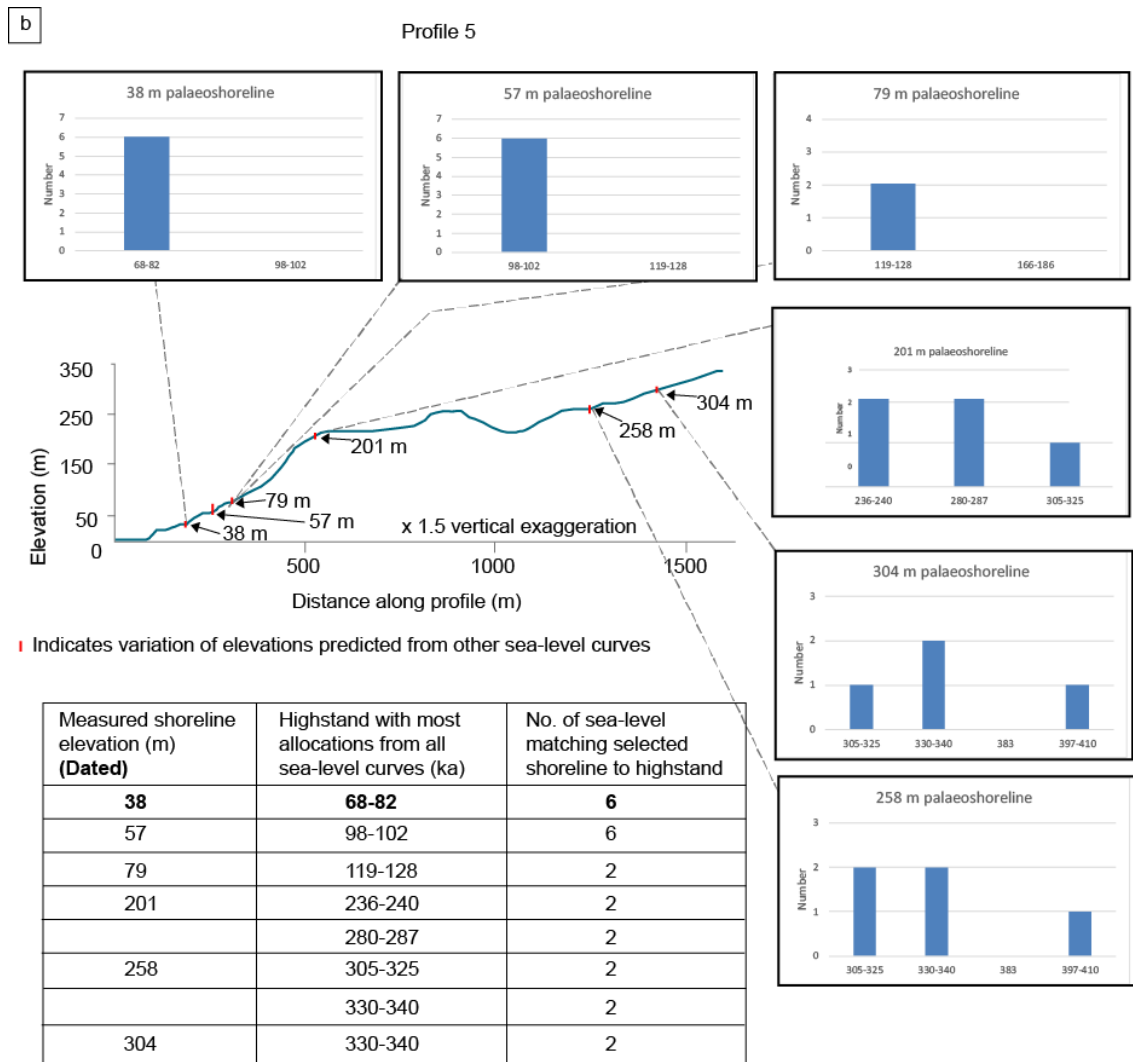 b
Profile 5
38 m palaeoshoreline
7
6
5
4
3
2
1
0
Number
68-82 98-102
57 m palaeoshoreline
7
6
5
4
3
2
1
0
Number
98-102 119-128
79 m palaeoshoreline
4
3
2
1
0
Number
119-128 166-186
201 m palaeoshoreline
3
2
1
0
Number
236-240 280-287 305-325
350
250
150
50
0
Elevation (m)
304 m
258 m
201 m
79 m
57 m
38 m
x 1.5 vertical exaggeration
500 1000 1500
Distance along profile (m)
304 m palaeoshoreline
3
2
1
0
Number
305-325 330-340 383 397-410
Indicates variation of elevations predicted from other sea-level curves
258 m palaeoshoreline
3
2
1
0
Number
305-325 330-340 383 397-410
Measured shoreline elevation (m) (Dated) | Highstand with most allocations from all sea-level curves (ka) | No. of sea-level matching selected shoreline to highstand
38 68-82 6
57 98-102 6
79 119-128 2
201 236-240 2
280-287 2
258 305-325 2
330-340 2
304 330-340 2